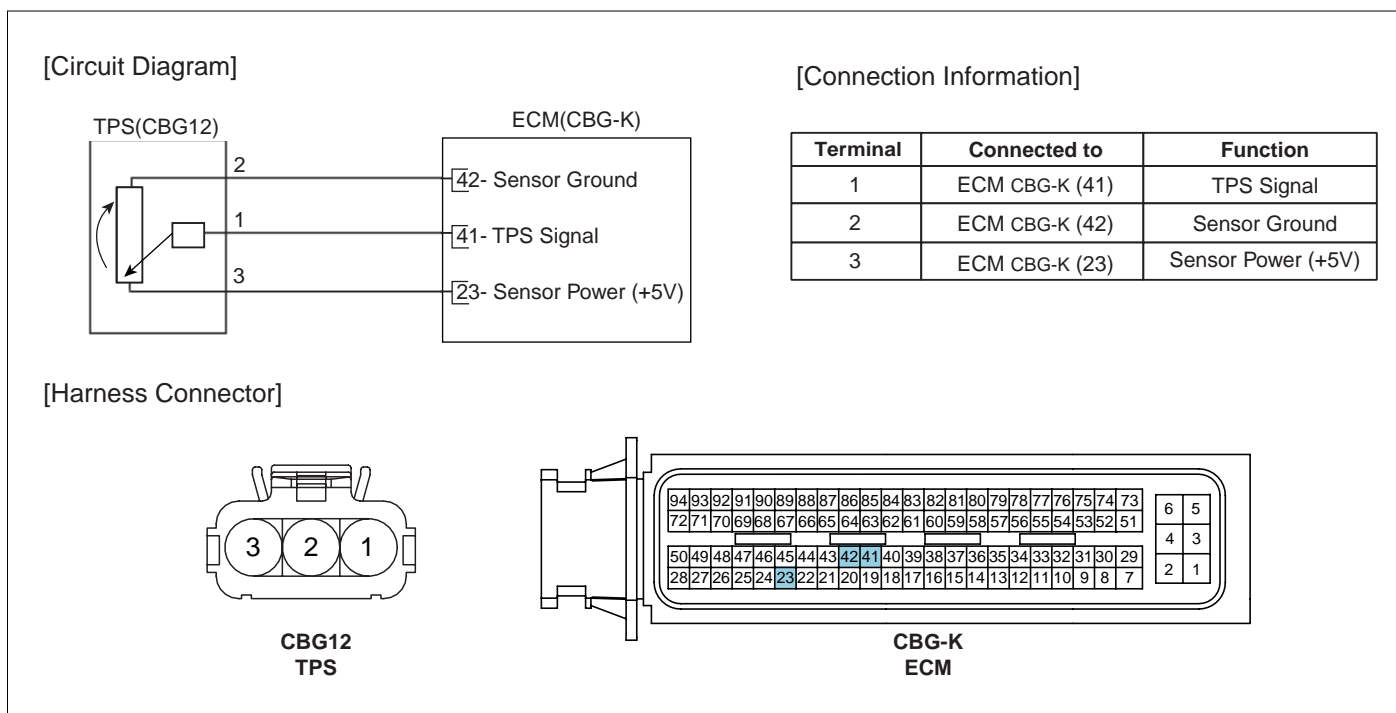 [Circuit Diagram]
[Connection Information]
TPS(CBG12)
ECM(CBG-K)
2
42- Sensor Ground
1
41- TPS Signal
3
23- Sensor Power (+5V)
Terminal Connected to Function
1 ECM CBG-K (41) TPS Signal
2 ECM CBG-K (42) Sensor Ground
3 ECM CBG-K (23) Sensor Power (+5V)
[Harness Connector]
3 2 1
CBG12
TPS
94 93 92 91 90 89 88 87 86 85 84 83 82 81 80 79 78 77 76 75 74 73
72 71 70 69 68 67 66 65 64 63 62 61 60 59 58 57 56 55 54 53 52 51
50 49 48 47 46 45 44 43 42 41 40 39 38 37 36 35 34 33 32 31 30 29
28 27 26 25 24 23 22 21 20 19 18 17 16 15 14 13 12 11 10 9 8 7
6 5
4 3
2 1
CBG-K
ECM